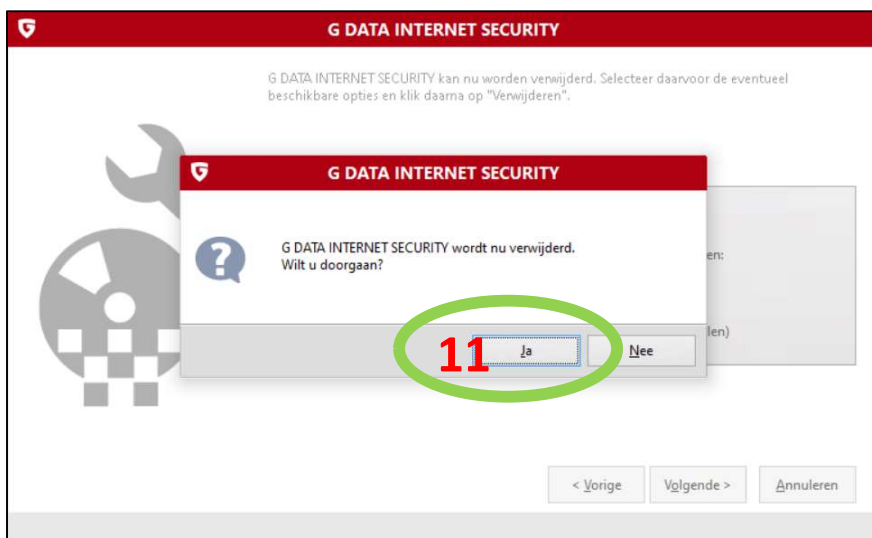 G DATA INTERNET SECURITY
G DATA INTERNET SECURITY kan nu worden verwijderd. Selecteer daarvoor de eventueel
beschikbare opties en klik daarna op "Verwijderen".
G DATA INTERNET SECURITY
G DATA INTERNET SECURITY wordt nu verwijderd.
Wilt u doorgaan?
en:
len)
11
Ja
Nee
< Vorige
Volgende >
Annuleren